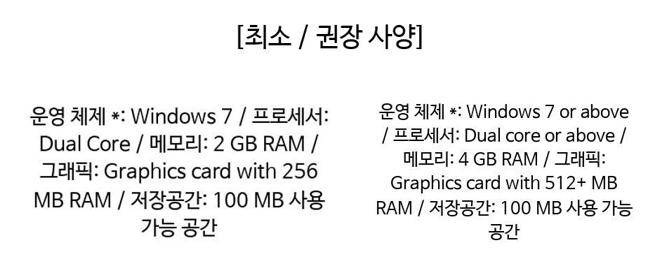 [최소 / 권장 사양]
운영 체제 *: Windows 7 / 프로세서:
Dual Core / 메모리: 2 GB RAM /
그래픽: Graphics card with 256
MB RAM / 저장공간: 100 MB 사용
가능 공간
운영 체제 *: Windows 7 or above
/ 프로세서: Dual core or above /
메모리: 4 GB RAM / 그래픽:
Graphics card with 512+ MB
RAM / 저장공간: 100 MB 사용 가능
공간